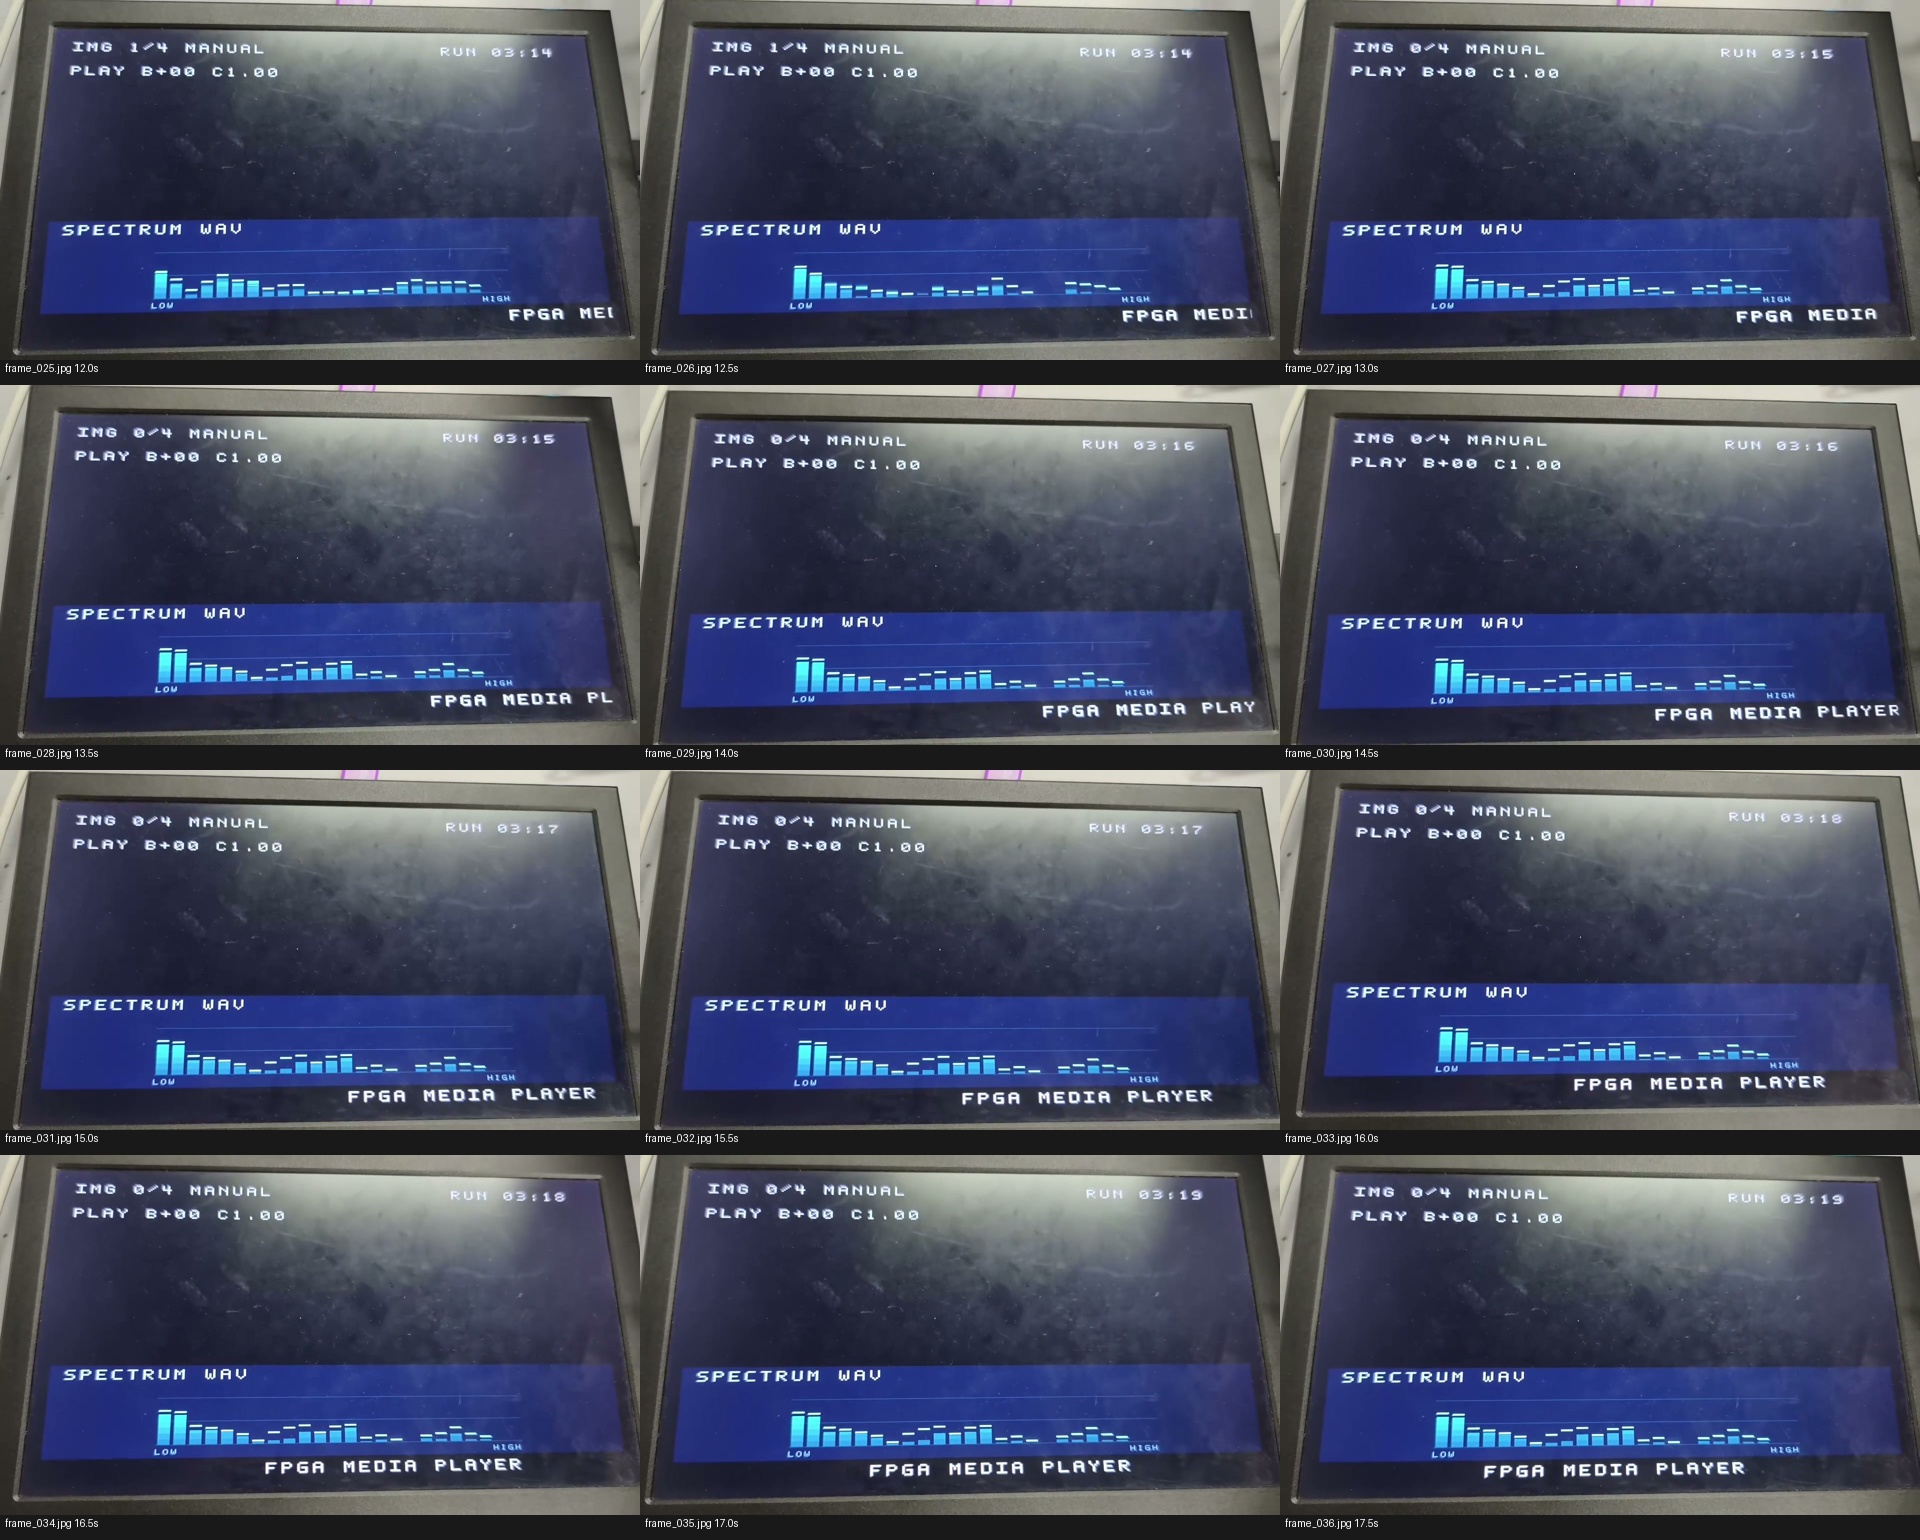 IMG 1/4 MANUAL
RUN 03:14
PLAY B+00 C1.00
SPECTRUM WAV
LOW
HIGH
FPGA MED
frame_025.jpg 12.0s
IMG 1/4 MANUAL
RUN 03:14
PLAY B+00 C1.00
SPECTRUM WAV
LOW
HIGH
FPGA MEDI
frame_026.jpg 12.5s
IMG 0/4 MANUAL
RUN 03:15
PLAY B+00 C1.00
SPECTRUM WAV
LOW
HIGH
FPGA MEDIA
frame_027.jpg 13.0s
IMG 0/4 MANUAL
RUN 03:15
PLAY B+00 C1.00
SPECTRUM WAV
LOW
HIGH
FPGA MEDIA PL
frame_028.jpg 13.5s
IMG 0/4 MANUAL
RUN 03:16
PLAY B+00 C1.00
SPECTRUM WAV
LOW
HIGH
FPGA MEDIA PLAY
frame_029.jpg 14.0s
IMG 0/4 MANUAL
RUN 03:16
PLAY B+00 C1.00
SPECTRUM WAV
LOW
HIGH
FPGA MEDIA PLAYER
frame_030.jpg 14.5s
IMG 0/4 MANUAL
RUN 03:17
PLAY B+00 C1.00
SPECTRUM WAV
LOW
HIGH
FPGA MEDIA PLAYER
frame_031.jpg 15.0s
IMG 0/4 MANUAL
RUN 03:17
PLAY B+00 C1.00
SPECTRUM WAV
LOW
HIGH
FPGA MEDIA PLAYER
frame_032.jpg 15.5s
IMG 0/4 MANUAL
RUN 03:18
PLAY B+00 C1.00
SPECTRUM WAV
LOW
HIGH
FPGA MEDIA PLAYER
frame_033.jpg 16.0s
IMG 0/4 MANUAL
RUN 03:18
PLAY B+00 C1.00
SPECTRUM WAV
LOW
HIGH
FPGA MEDIA PLAYER
frame_034.jpg 16.5s
IMG 0/4 MANUAL
RUN 03:19
PLAY B+00 C1.00
SPECTRUM WAV
LOW
HIGH
FPGA MEDIA PLAYER
frame_035.jpg 17.0s
IMG 0/4 MANUAL
RUN 03:19
PLAY B+00 C1.00
SPECTRUM WAV
LOW
HIGH
FPGA MEDIA PLAYER
frame_036.jpg 17.5s